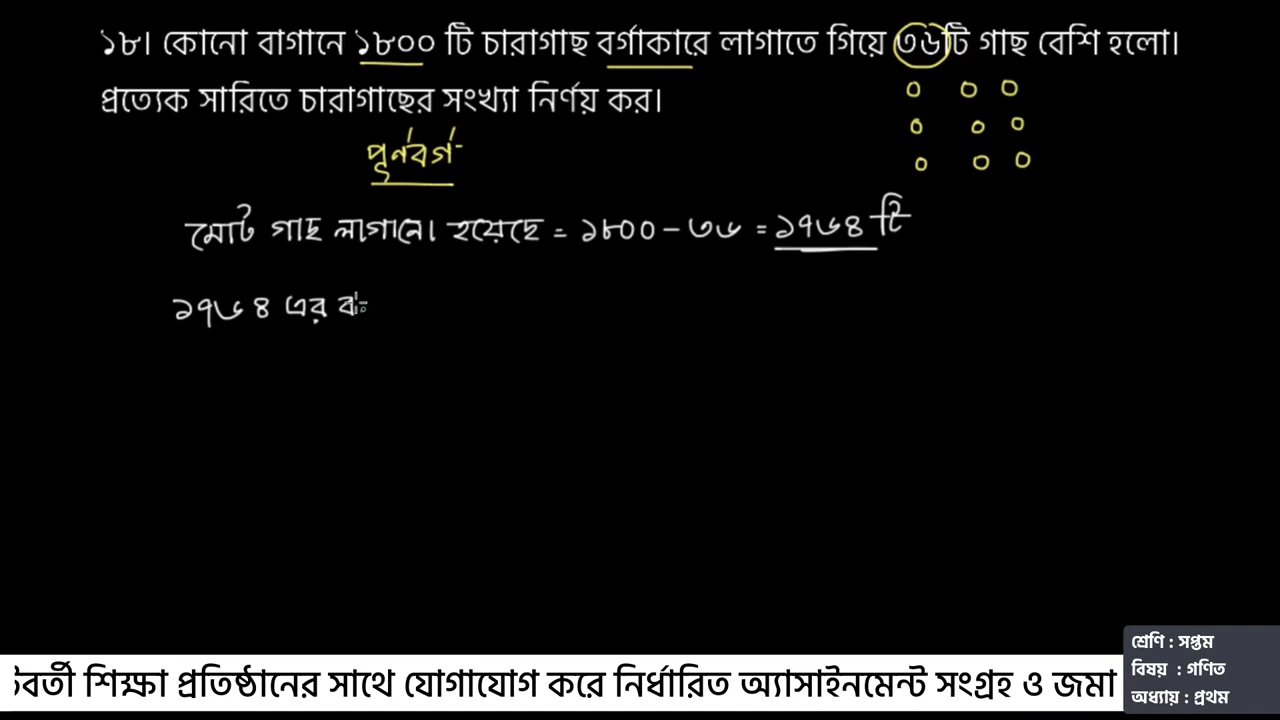 ১৮। কোনো বাগানে ১৮০০ টি চারাগাছ বর্গাকারে লাগাতে গিয়ে ৩৬টি গাছ বেশি হলো।
প্রত্যেক সারিতে চারাগাছের সংখ্যা নির্ণয় কর।
পূর্ণবর্গ
মোট গাছ লাগানো হয়েছে = ১৮০০ - ৩৬ = ১৭৬৪ টি
১৭৬৪ এর
শিক্ষা প্রতিষ্ঠানের সাথে যোগাযোগ করে নির্ধারিত অ্যাসাইনমেন্ট সংগ্রহ ও জমা
শ্রেণি : সপ্তম
বিষয় : গণিত
অধ্যায় : প্রথম